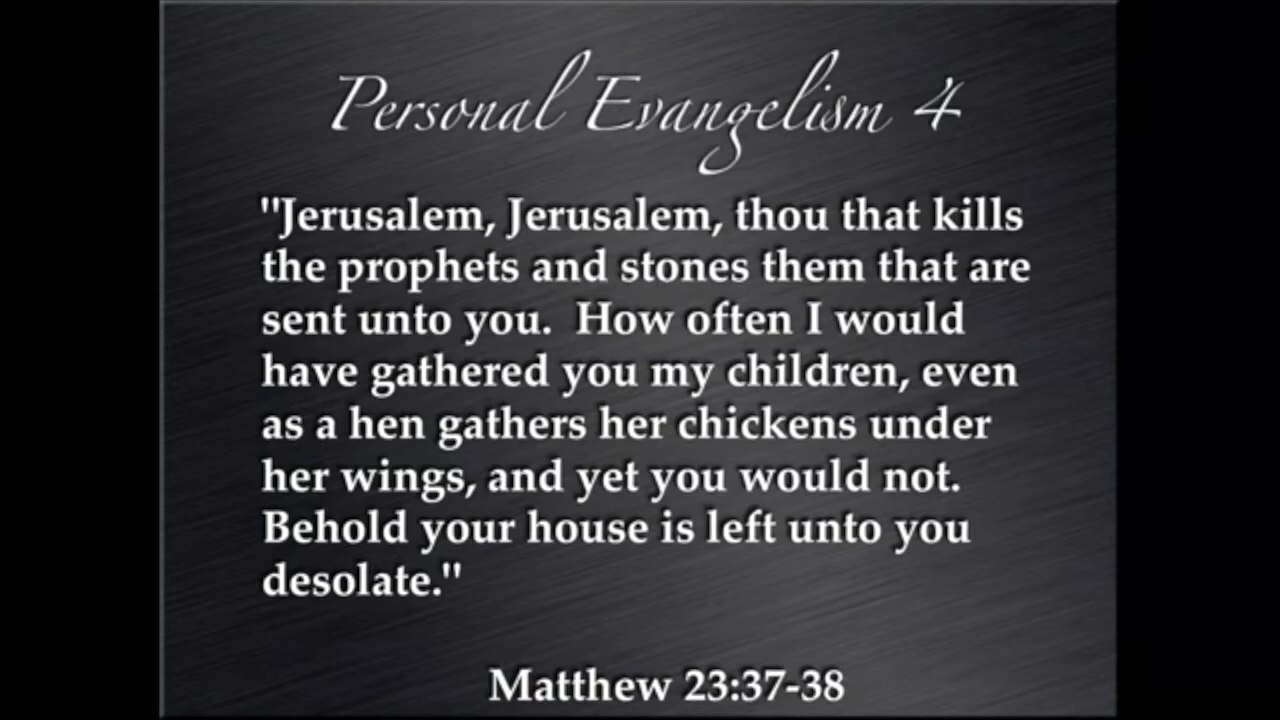 Personal Evangelism 4
"Jerusalem, Jerusalem, thou that kills
the prophets and stones them that are
sent unto you.  How often I would
have gathered you my children, even
as a hen gathers her chickens under
her wings, and yet you would not.
Behold your house is left unto you
desolate."
Matthew 23:37-38